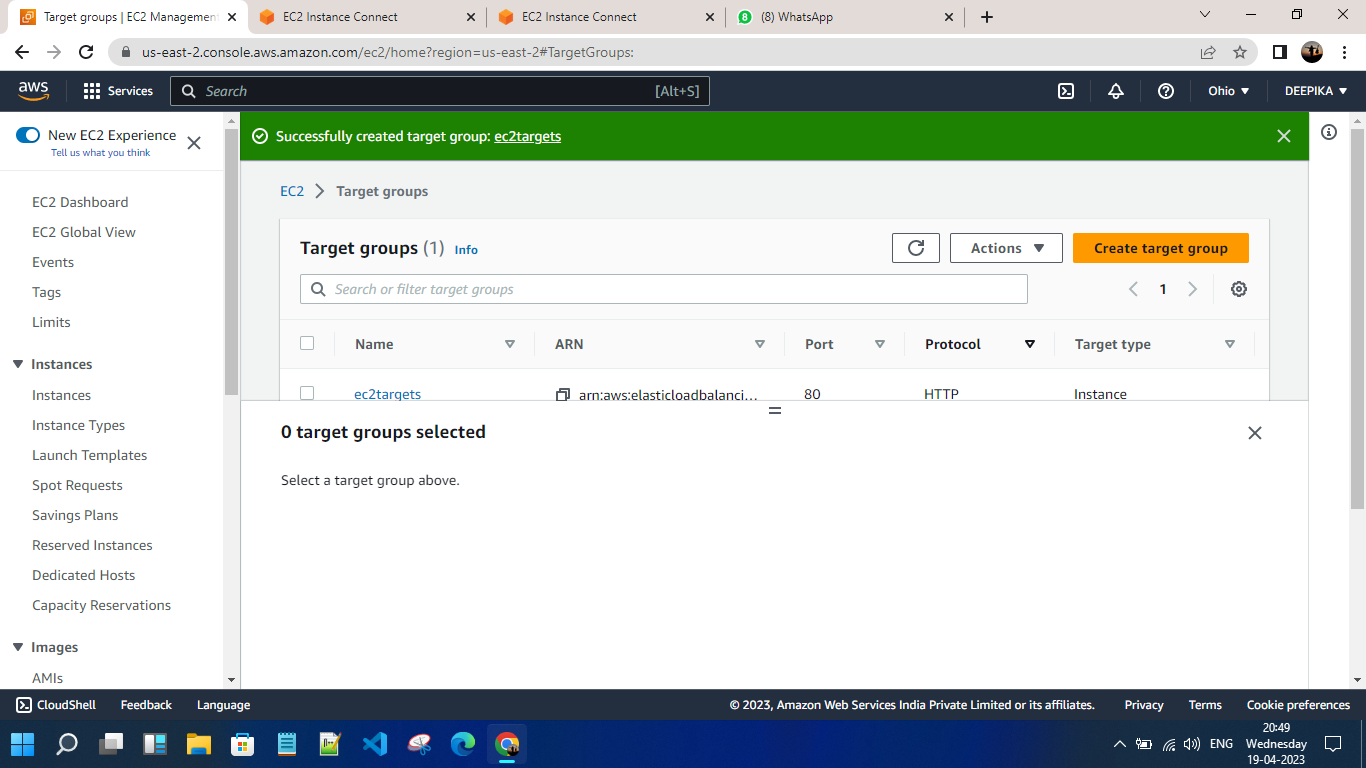 Target groups | EC2 Management
EC2 Instance Connect
EC2 Instance Connect
(8) WhatsApp
us-east-2.console.aws.amazon.com/ec2/home?region=us-east-2#TargetGroups:
aws
Services
Search
[Alt+S]
Ohio
DEEPIKA
New EC2 Experience
Tell us what you think
EC2 Dashboard
EC2 Global View
Events
Tags
Limits
Instances
Instances
Instance Types
Launch Templates
Spot Requests
Savings Plans
Reserved Instances
Dedicated Hosts
Capacity Reservations
Images
AMIs
Successfully created target group: ec2targets
EC2 Target groups
Target groups (1) Info
Actions
Create target group
Search or filter target groups
1
Name ARN Port Protocol Target type
ec2targets arn:aws:elasticloadbalanci... 80 HTTP Instance
0 target groups selected
Select a target group above.
CloudShell Feedback Language
© 2023, Amazon Web Services India Private Limited or its affiliates. Privacy Terms Cookie preferences
ENG
20:49
Wednesday
19-04-2023